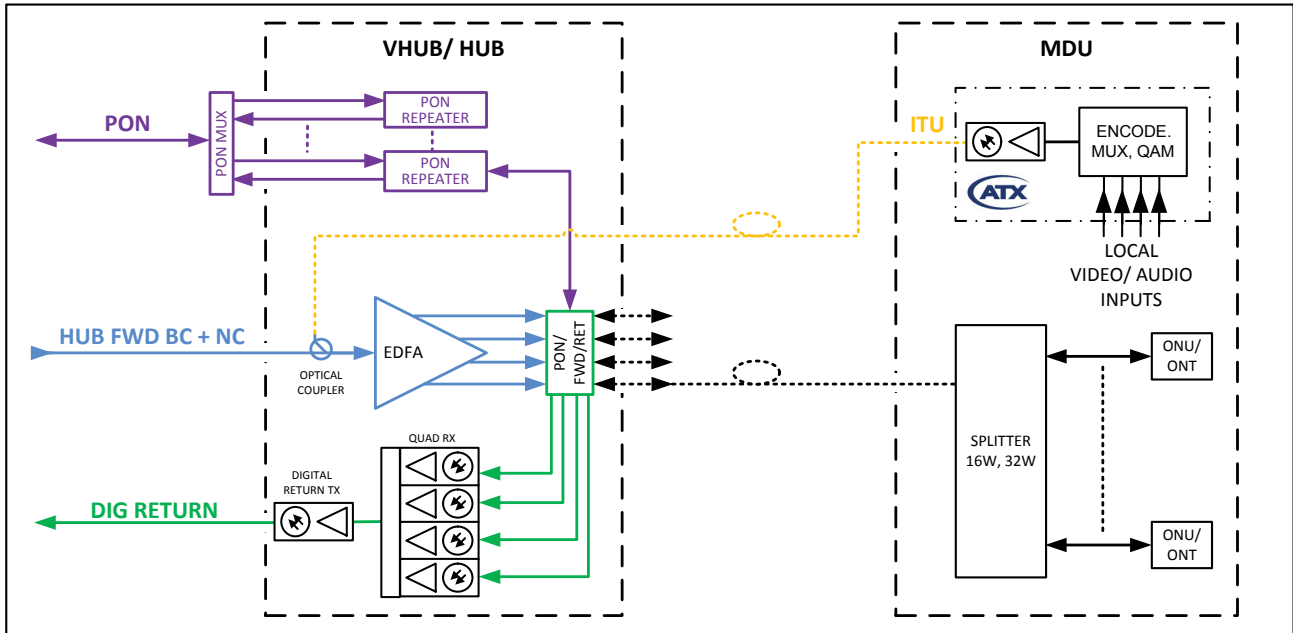 VHUB/ HUB
MDU
PON
PON MUX
PON
REPEATER
PON
REPEATER
ITU
ENCODE.
MUX, QAM
ATX
LOCAL
VIDEO/ AUDIO
INPUTS
HUB FWD BC + NC
OPTICAL
COUPLER
EDFA
PON/
FWD/RET
ONU/
ONT
SPLITTER
16W, 32W
ONU/
ONT
QUAD RX
DIGITAL
RETURN TX
DIG RETURN